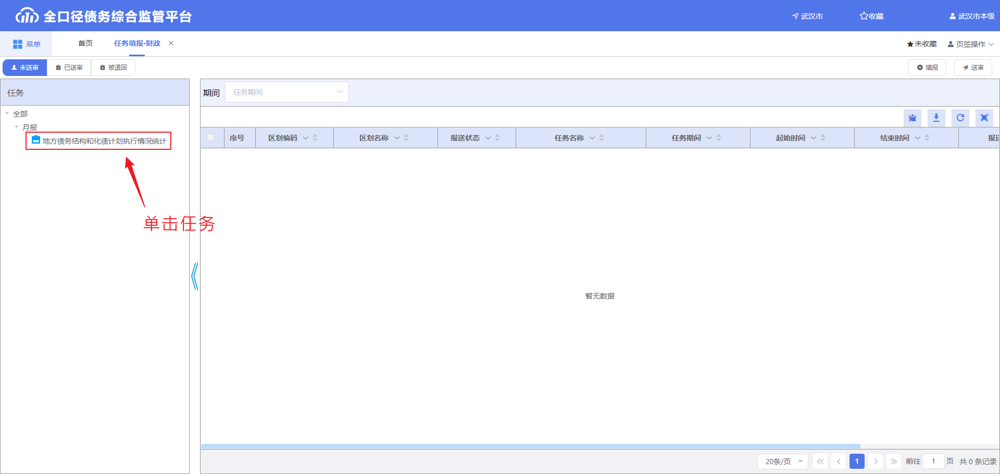 全口径债务综合监管平台
武汉市
收藏
武汉市本级
菜单
首页
任务填报-财政
未收藏
页签操作
未送审
已送审
被退回
填报
送审
任务
期间
任务期间
全部
月报
地方债务结构和化债计划执行情况统计
序号
区划编码
区划名称
报送状态
任务名称
任务期间
起始时间
结束时间
报送
单击任务
暂无数据
20条/页
1
前往 1 页
共 0 条记录